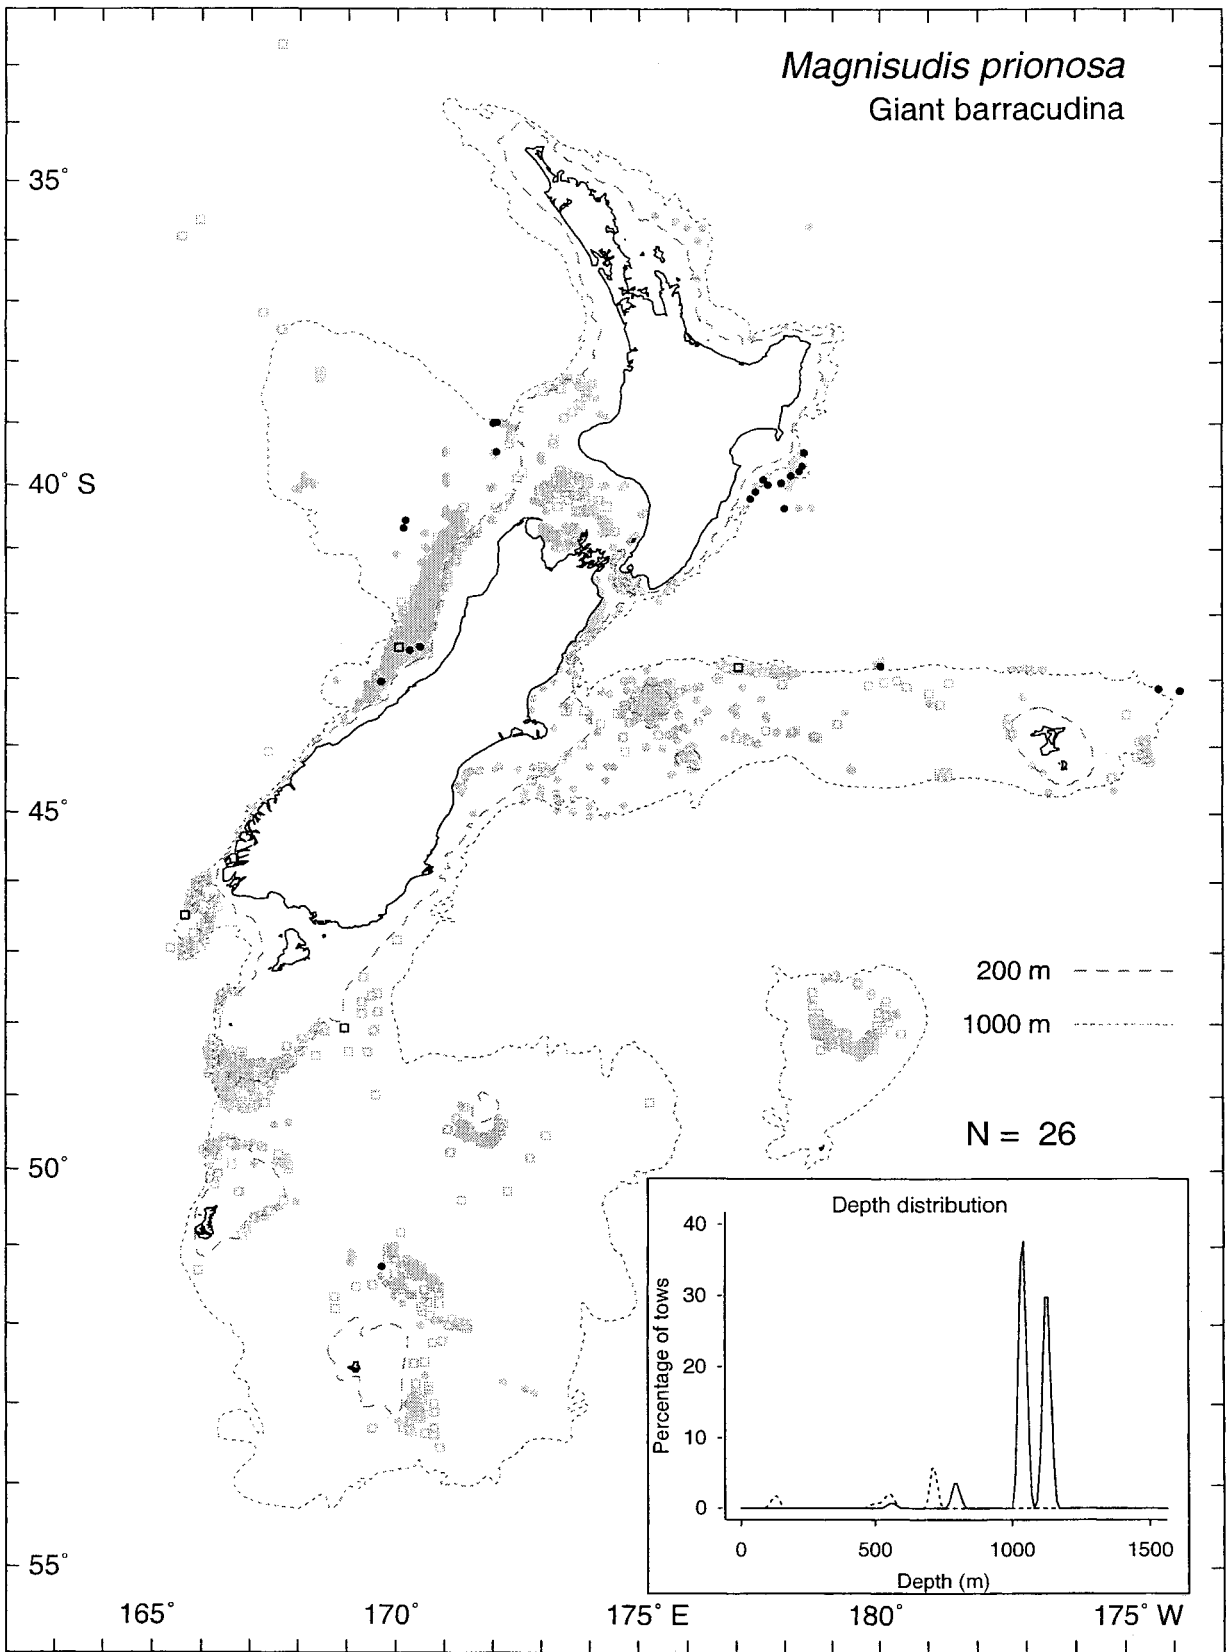 Magnisudis prionosa
Giant barracudina
35°
40° S
45°
50°
55°
200 m
1000 m
N = 26
Depth distribution
Percentage of tows
40
30
20
10
0
0 500 1000 1500
Depth (m)
165° 170° 175° E 180° 175° W